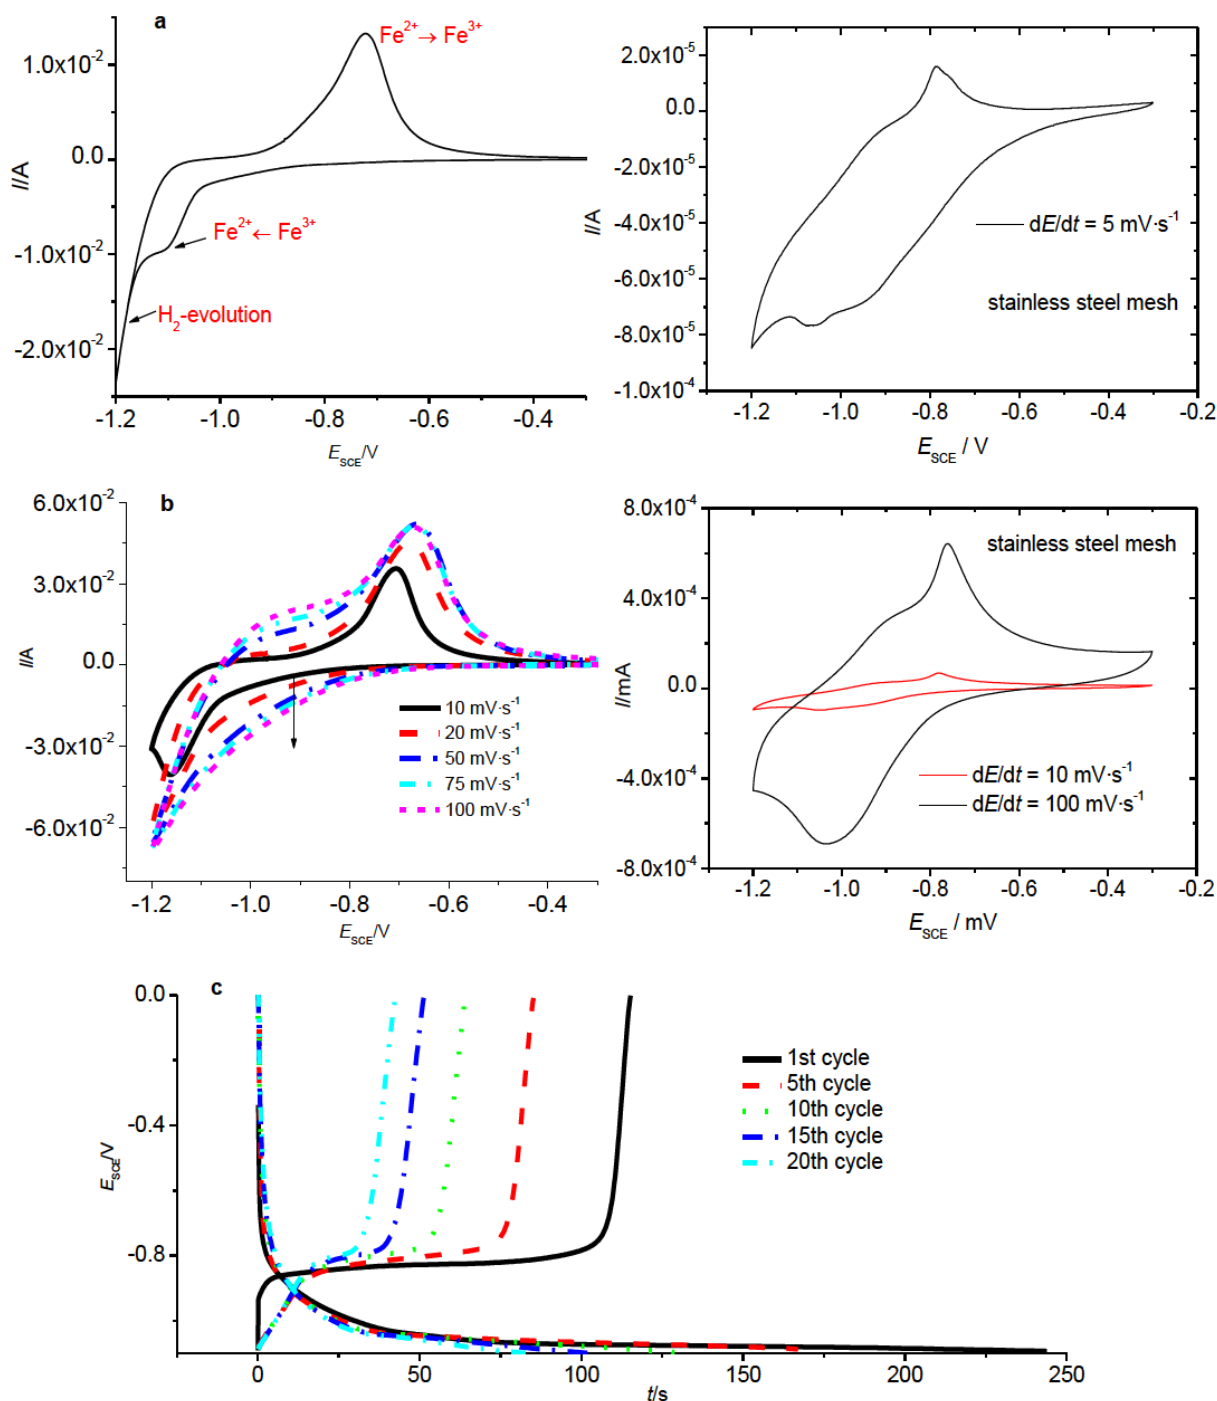 a
Fe²⁺→ Fe³⁺
1.0x10⁻²
0.0
-1.0x10⁻²
-2.0x10⁻²
I/A
Fe²⁺ ← Fe³⁺
H₂-evolution
-1.2 -1.0 -0.8 -0.6 -0.4
E_SCE/V
2.0x10⁻⁵
0.0
-2.0x10⁻⁵
-4.0x10⁻⁵
-6.0x10⁻⁵
-8.0x10⁻⁵
-1.0x10⁻⁴
I/A
dE/dt = 5 mV·s⁻¹
stainless steel mesh
-1.2 -1.0 -0.8 -0.6 -0.4 -0.2
E_SCE / V
b
6.0x10⁻²
3.0x10⁻²
0.0
-3.0x10⁻²
-6.0x10⁻²
I/A
10 mV·s⁻¹
20 mV·s⁻¹
50 mV·s⁻¹
75 mV·s⁻¹
100 mV·s⁻¹
-1.2 -1.0 -0.8 -0.6 -0.4
E_SCE/V
8.0x10⁻⁴
4.0x10⁻⁴
0.0
-4.0x10⁻⁴
-8.0x10⁻⁴
I/mA
stainless steel mesh
dE/dt = 10 mV·s⁻¹
dE/dt = 100 mV·s⁻¹
-1.2 -1.0 -0.8 -0.6 -0.4 -0.2
E_SCE / mV
c
0.0
-0.4
-0.8
E_SCE/V
1st cycle
5th cycle
10th cycle
15th cycle
20th cycle
0 50 100 150 200 250
t/s